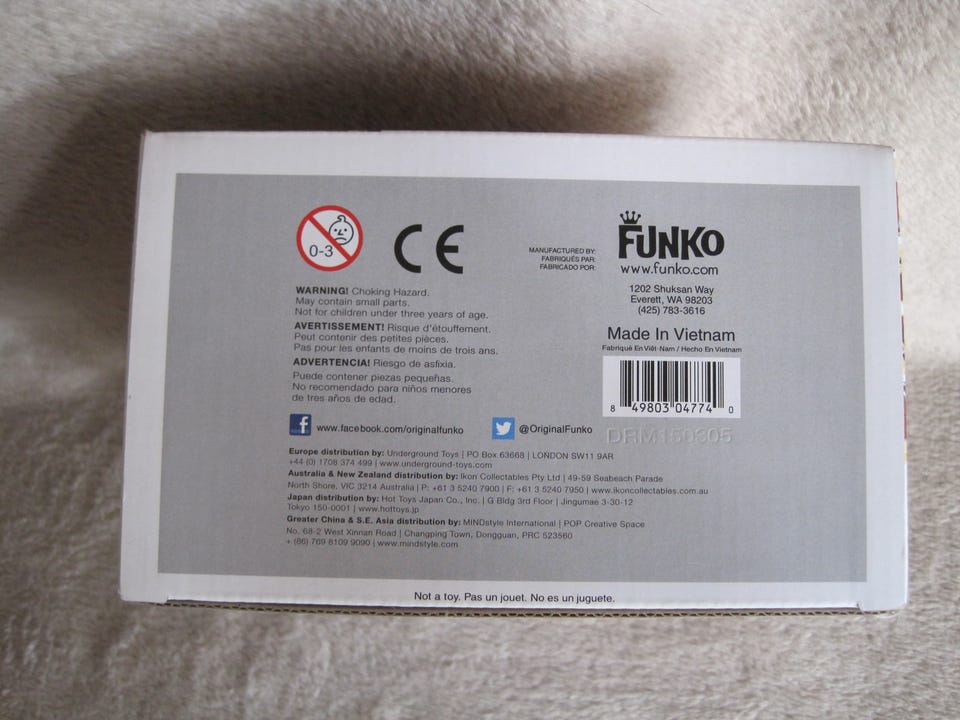 0-3
CE
MANUFACTURED BY:
FABRIQUÉS PAR:
FABRICADO POR:
FUNKO
www.funko.com
1202 Shuksan Way
Everett, WA 98203
(425) 783-3616
Made In Vietnam
Fabriqué En Viêt-Nam / Hecho En Vietnam
8 49803 04774 0
DRM150305
WARNING! Choking Hazard.
May contain small parts.
Not for children under three years of age.
AVERTISSEMENT! Risque d'étouffement.
Peut contenir des petites pièces.
Pas pour les enfants de moins de trois ans.
ADVERTENCIA! Riesgo de asfixia.
Puede contener piezas pequeñas.
No recomendado para niños menores
de tres años de edad.
f www.facebook.com/originalfunko
@OriginalFunko
Europe distribution by: Underground Toys | PO Box 63668 | LONDON SW11 9AR
+44 (0) 1708 374 499 | www.underground-toys.com
Australia & New Zealand distribution by: Ikon Collectables Pty Ltd | 49-59 Seabeach Parade
North Shore, VIC 3214 Australia | P: +61 3 5240 7900 | F: +61 3 5240 7950 | www.ikoncollectables.com.au
Japan distribution by: Hot Toys Japan Co., Inc. | G Bldg 3rd Floor | Jingumae 3-30-12
Tokyo 150-0001 | www.hottoys.jp
Greater China & S.E. Asia distribution by: MINDstyle International | POP Creative Space
No. 68-2 West Xinnan Road | Changping Town, Dongguan, PRC 523560
+ (86) 769 8109 9090 | www.mindstyle.com
Not a toy. Pas un jouet. No es un juguete.